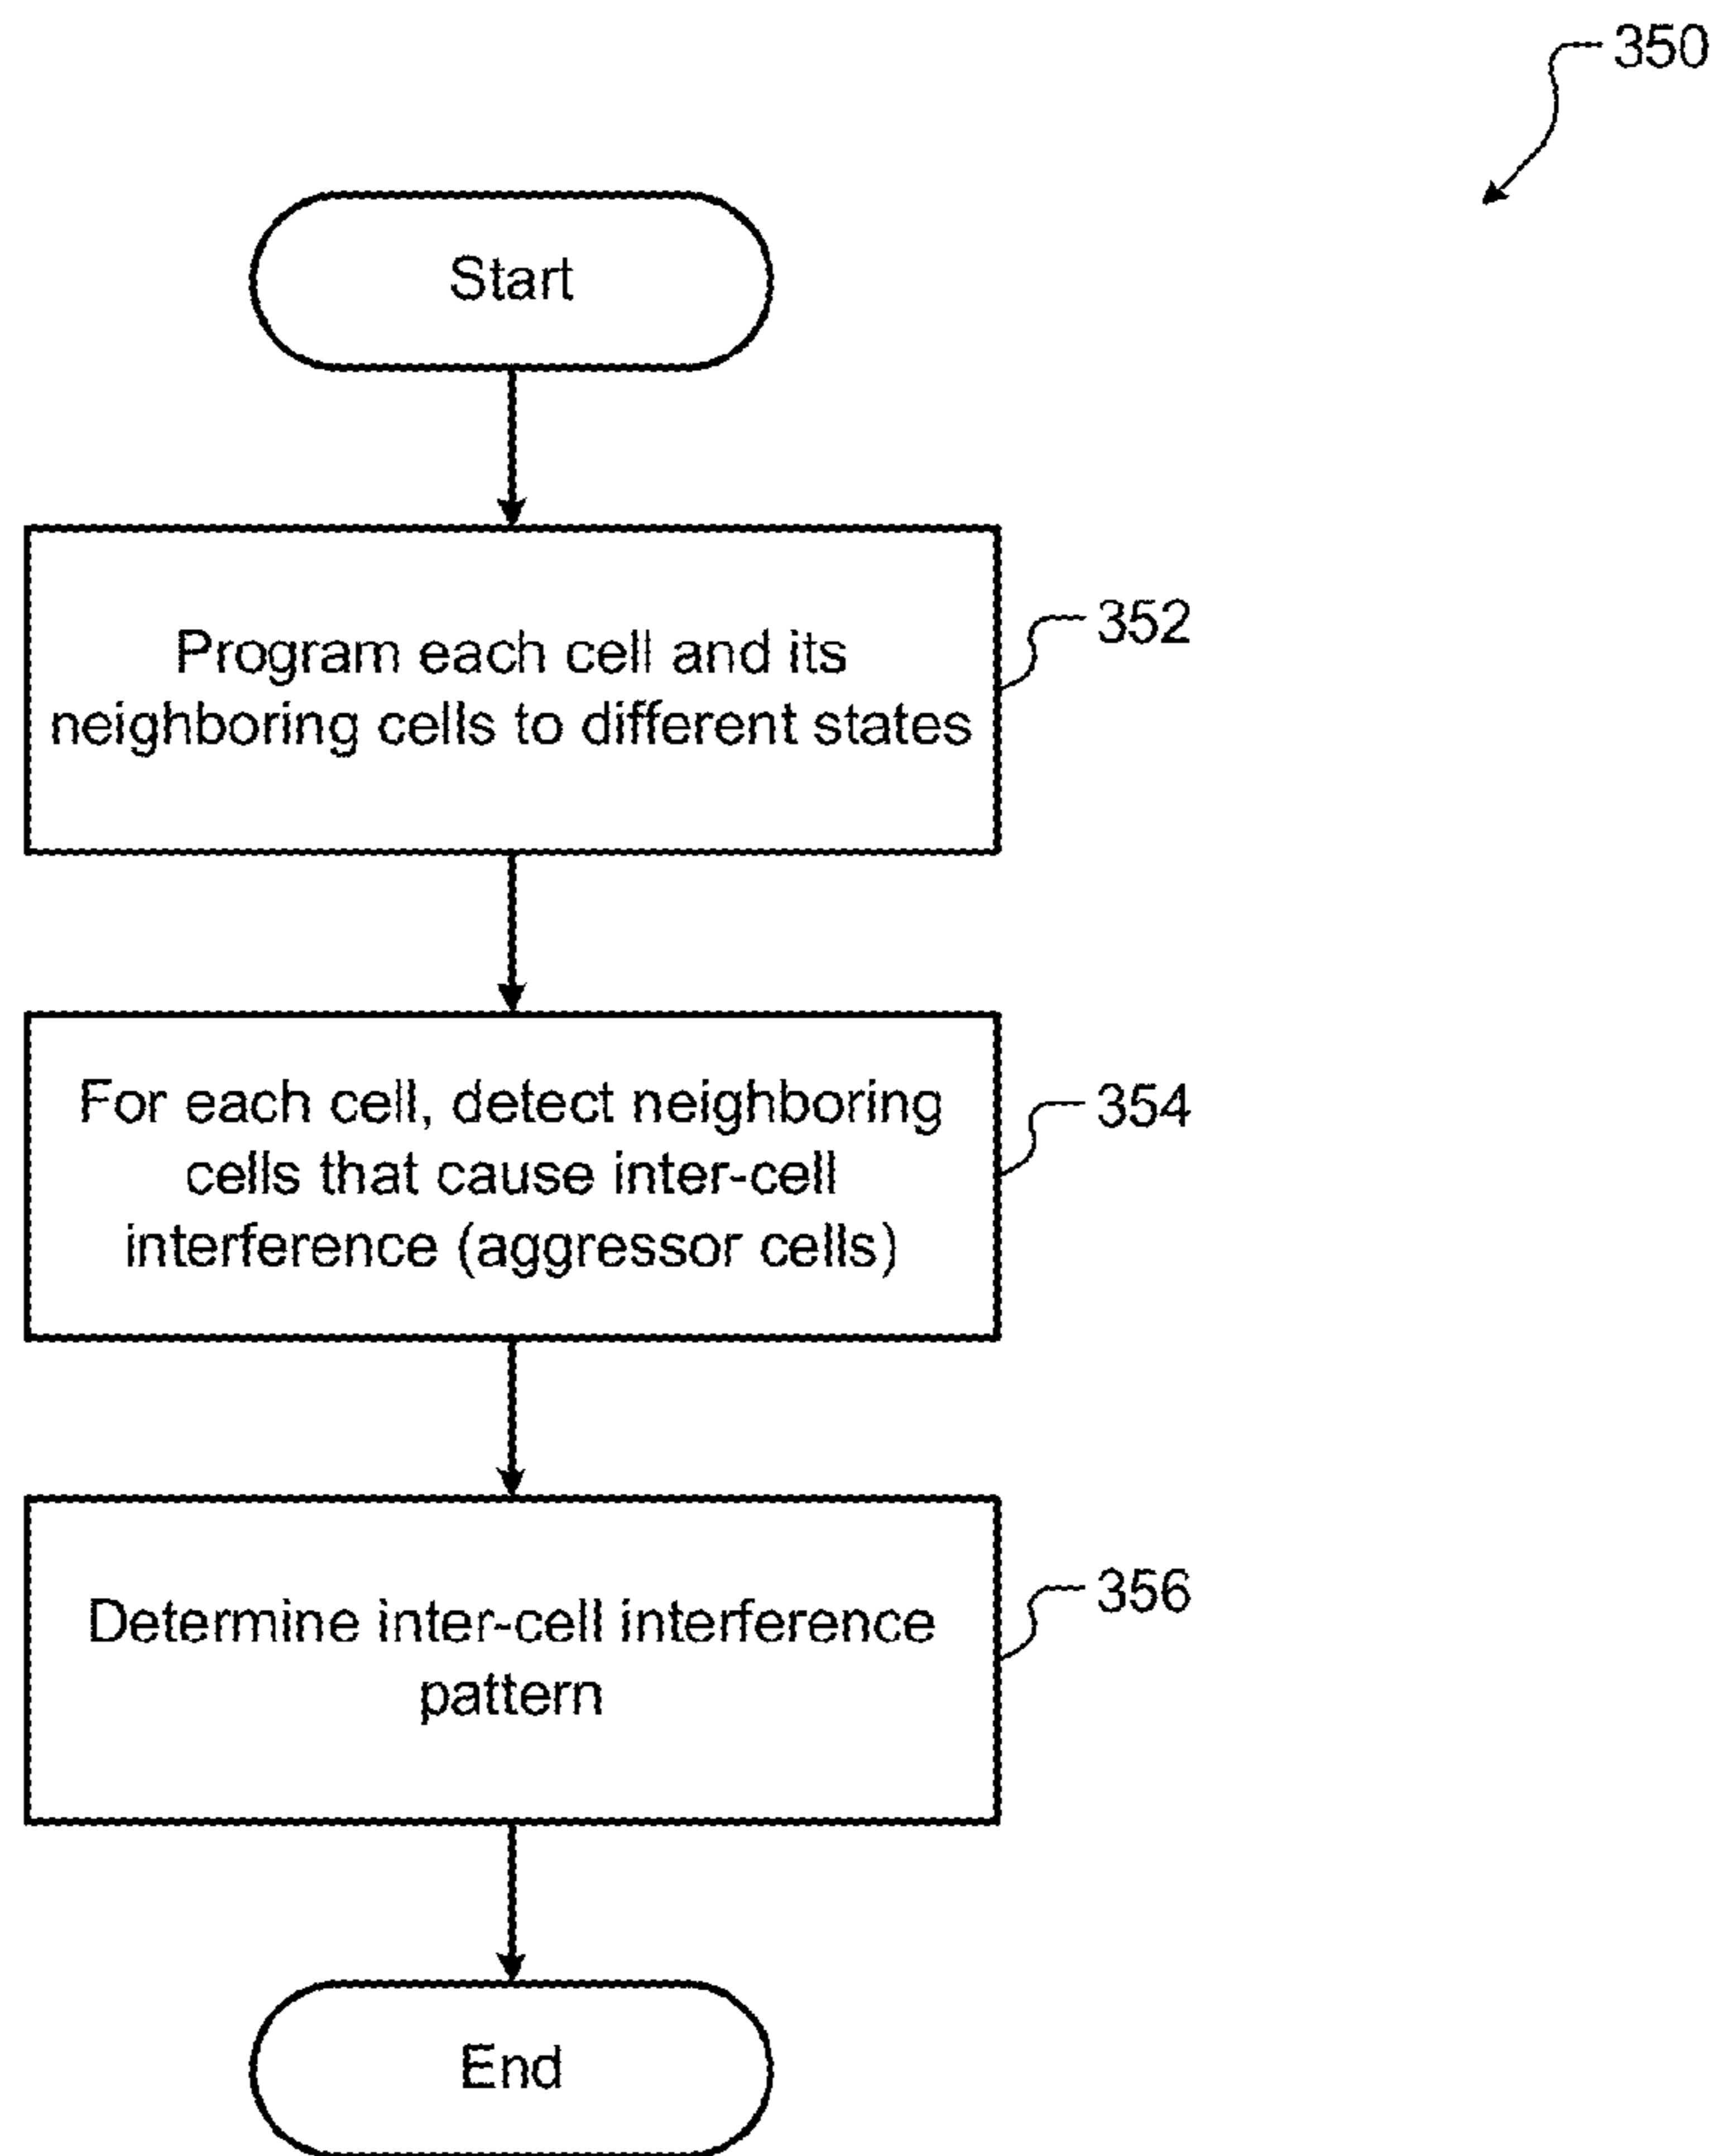 350
Start
Program each cell and its
neighboring cells to different states
352
For each cell, detect neighboring
cells that cause inter-cell
interference (aggressor cells)
354
Determine inter-cell interference
pattern
356
End